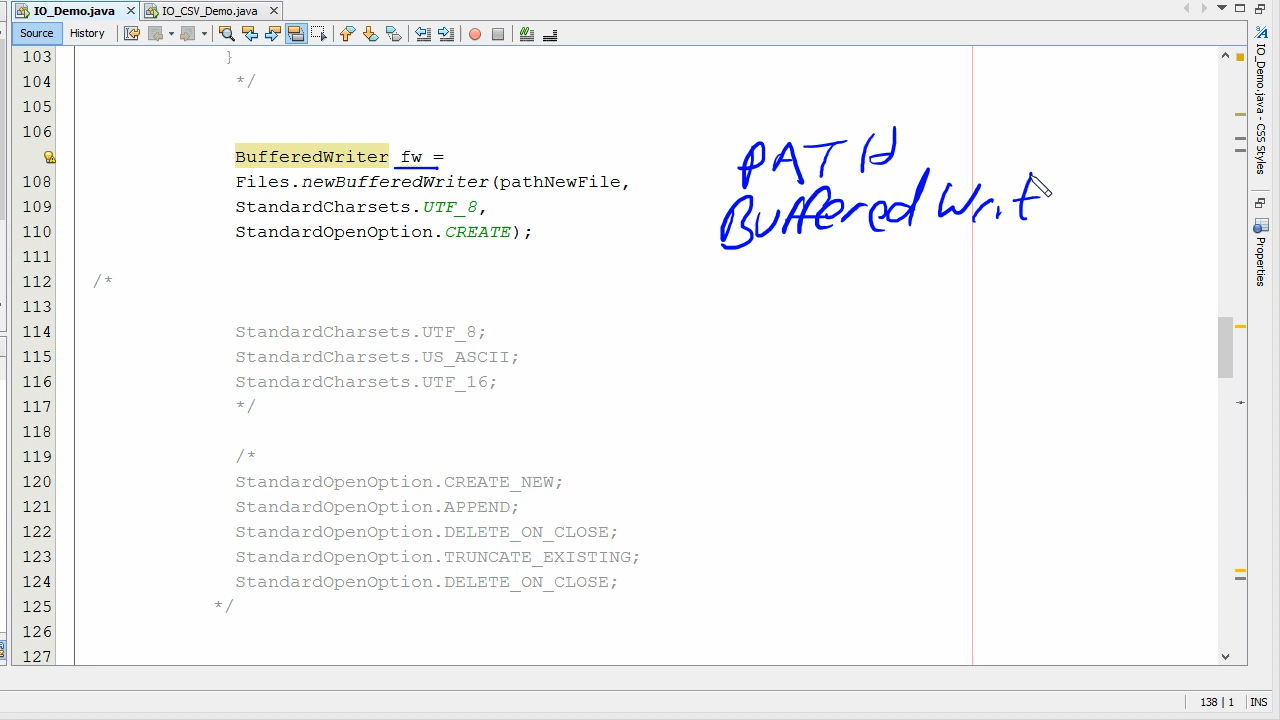 IO_Demo.java × IO_CSV_Demo.java ×
Source History
103 }
104 */
105
106
BufferedWriter fw =
108 Files.newBufferedWriter(pathNewFile,
109 StandardCharsets.UTF_8,
110 StandardOpenOption.CREATE);
111
112 /*
113
114 StandardCharsets.UTF_8;
115 StandardCharsets.US_ASCII;
116 StandardCharsets.UTF_16;
117 */
118
119 /*
120 StandardOpenOption.CREATE_NEW;
121 StandardOpenOption.APPEND;
122 StandardOpenOption.DELETE_ON_CLOSE;
123 StandardOpenOption.TRUNCATE_EXISTING;
124 StandardOpenOption.DELETE_ON_CLOSE;
125 */
126
127
PATH
Buffered Writ
IO_Demo.java - CSS Styles
Properties
138 | 1 INS